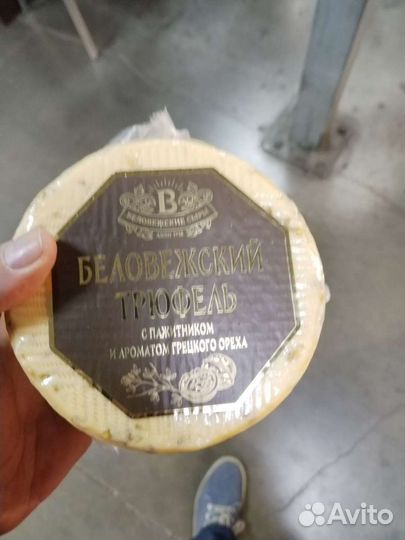 В
БЕЛОВЕЖСКИЕ СЫРЫ
БЕЛОВЕЖСКИЙ
ТРЮФЕЛЬ
С ПАЖИТНИКОМ
И АРОМАТОМ ГРЕЦКОГО ОРЕХА
Avito